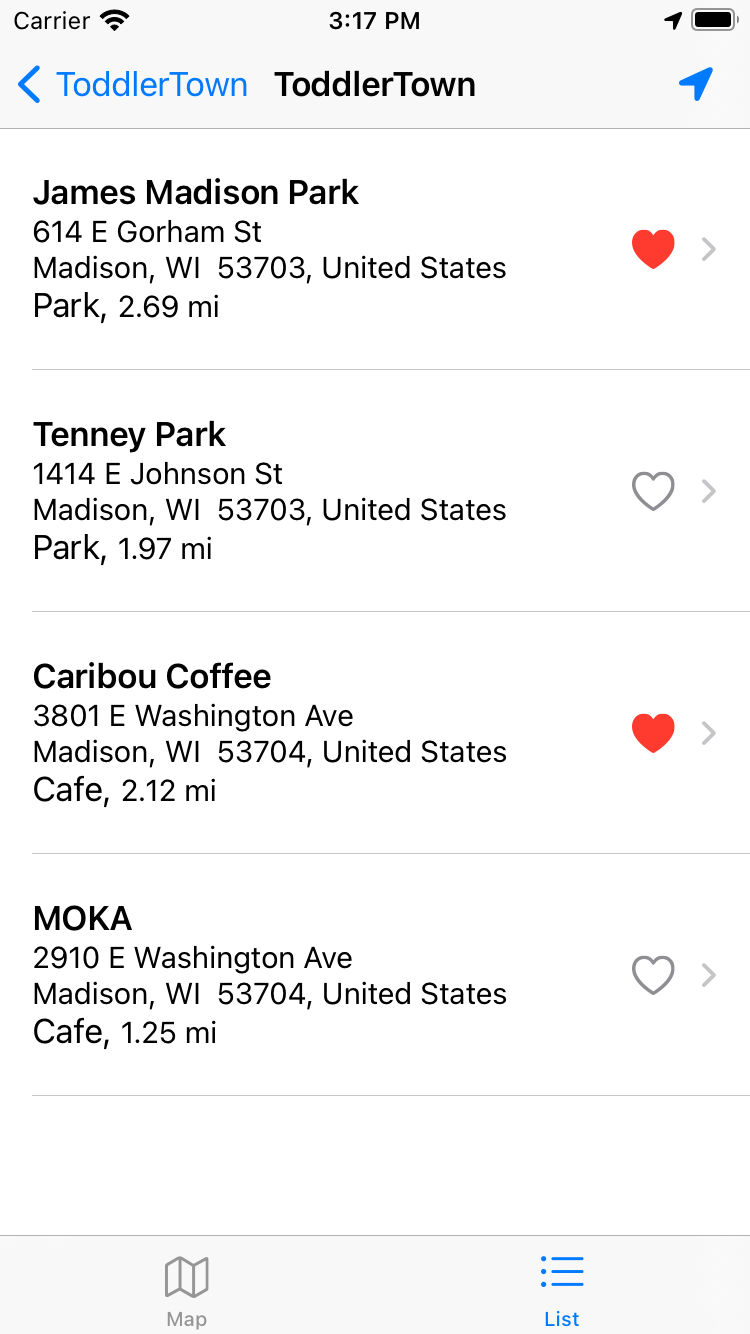 Carrier 3:17 PM
ToddlerTown ToddlerTown
James Madison Park
614 E Gorham St
Madison, WI  53703, United States
Park, 2.69 mi
Tenney Park
1414 E Johnson St
Madison, WI  53703, United States
Park, 1.97 mi
Caribou Coffee
3801 E Washington Ave
Madison, WI  53704, United States
Cafe, 2.12 mi
MOKA
2910 E Washington Ave
Madison, WI  53704, United States
Cafe, 1.25 mi
Map List